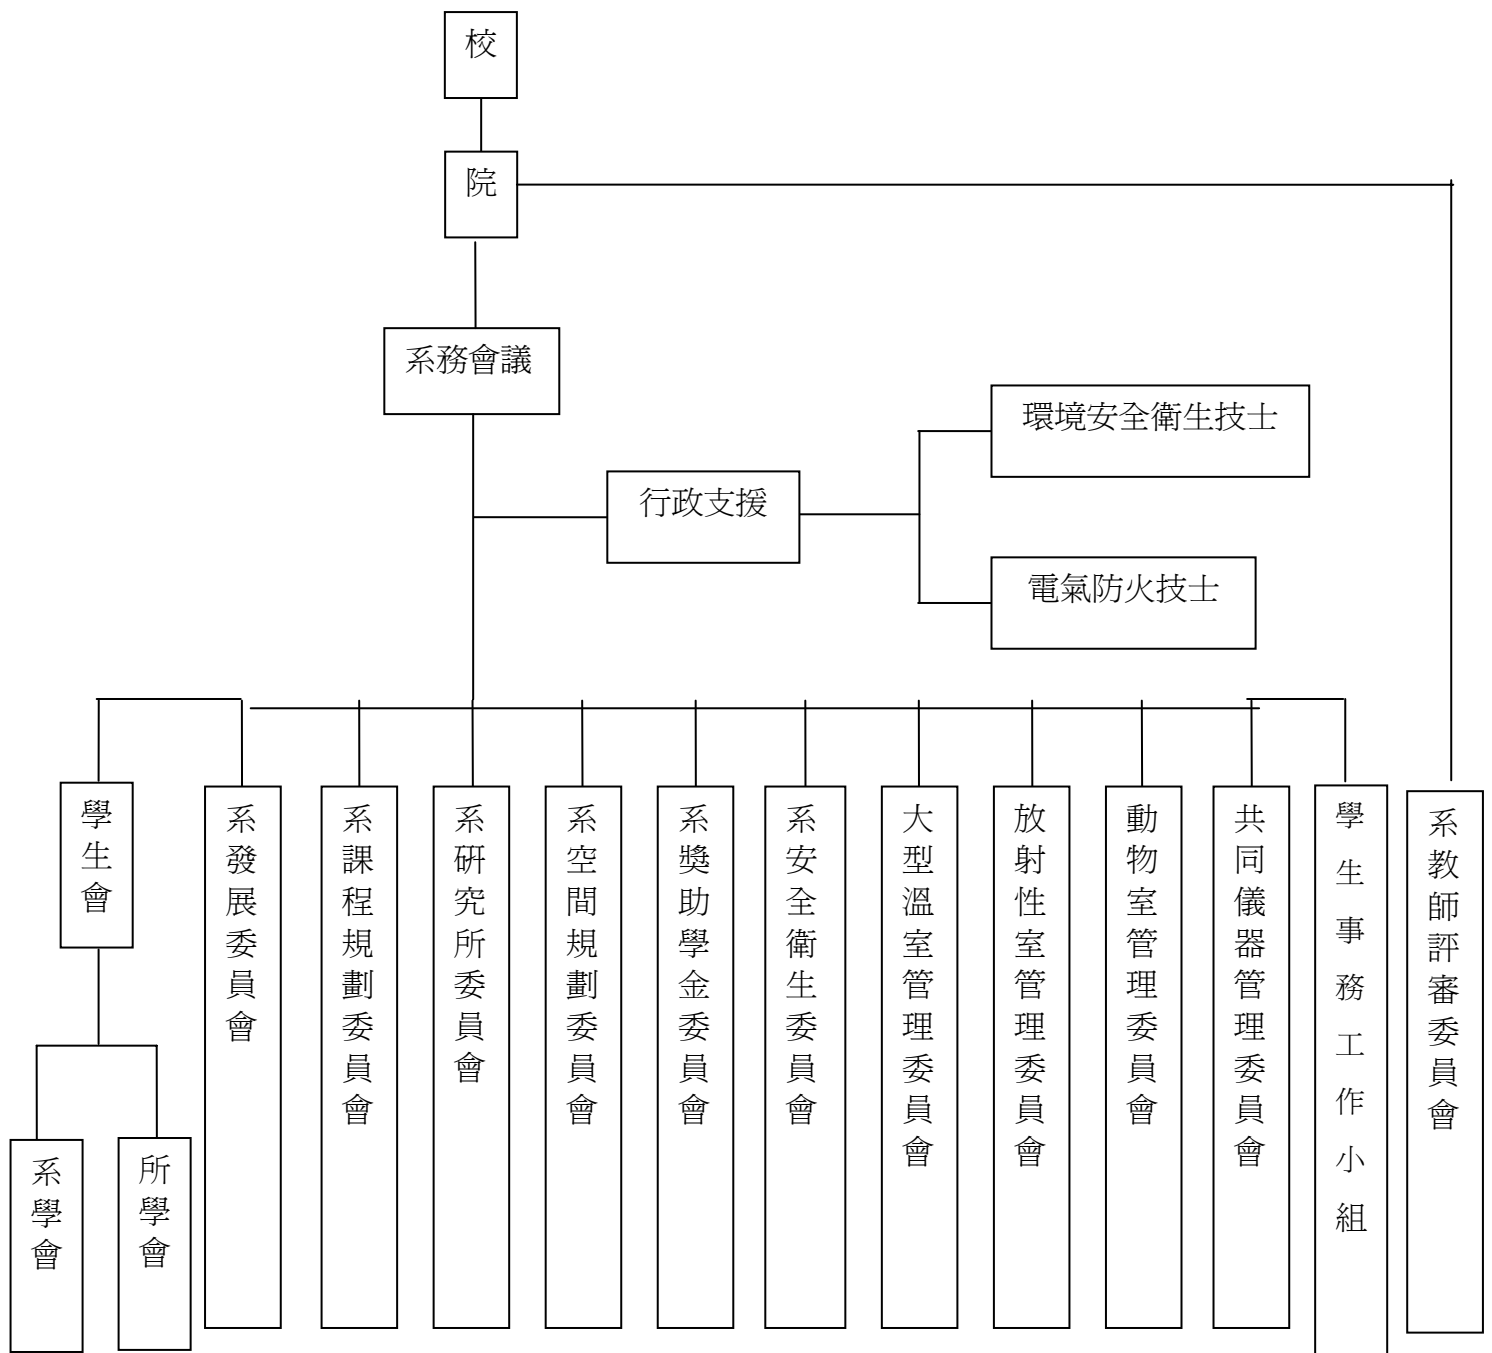 校
院
系務會議
環境安全衛生技士
行政支援
電氣防火技士
學生會
系發展委員會
系課程規劃委員會
系研究所委員會
系空間規劃委員會
系獎助學金委員會
系安全衛生委員會
大型溫室管理委員會
放射性室管理委員會
動物室管理委員會
共同儀器管理委員會
學生事務工作小組
系教師評審委員會
系學會
所學會